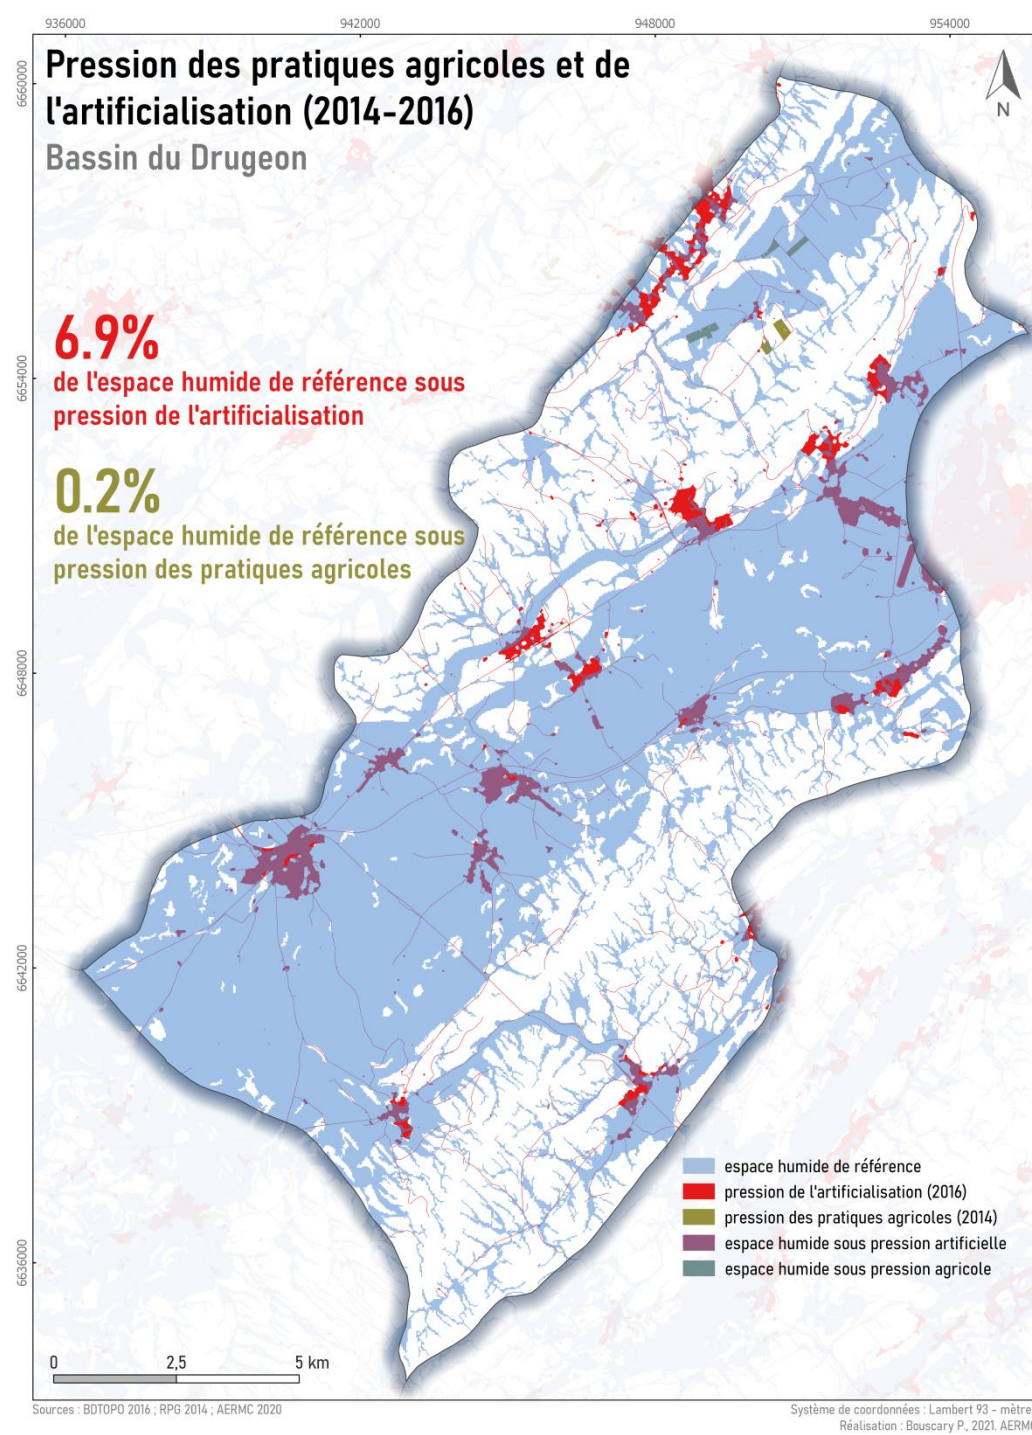 936000
942000
948000
954000
Pression des pratiques agricoles et de
l'artificialisation (2014-2016)
Bassin du Drugeon
N
6660000
6.9%
de l'espace humide de référence sous
pression de l'artificialisation
6654000
0.2%
de l'espace humide de référence sous
pression des pratiques agricoles
6648000
6642000
6636000
espace humide de référence
pression de l'artificialisation (2016)
pression des pratiques agricoles (2014)
espace humide sous pression artificielle
espace humide sous pression agricole
0 2,5 5 km
Sources : BDTOPO 2016 ; RPG 2014 ; AERMC 2020
Système de coordonnées : Lambert 93 - mètre
Réalisation : Bouscary P., 2021. AERM